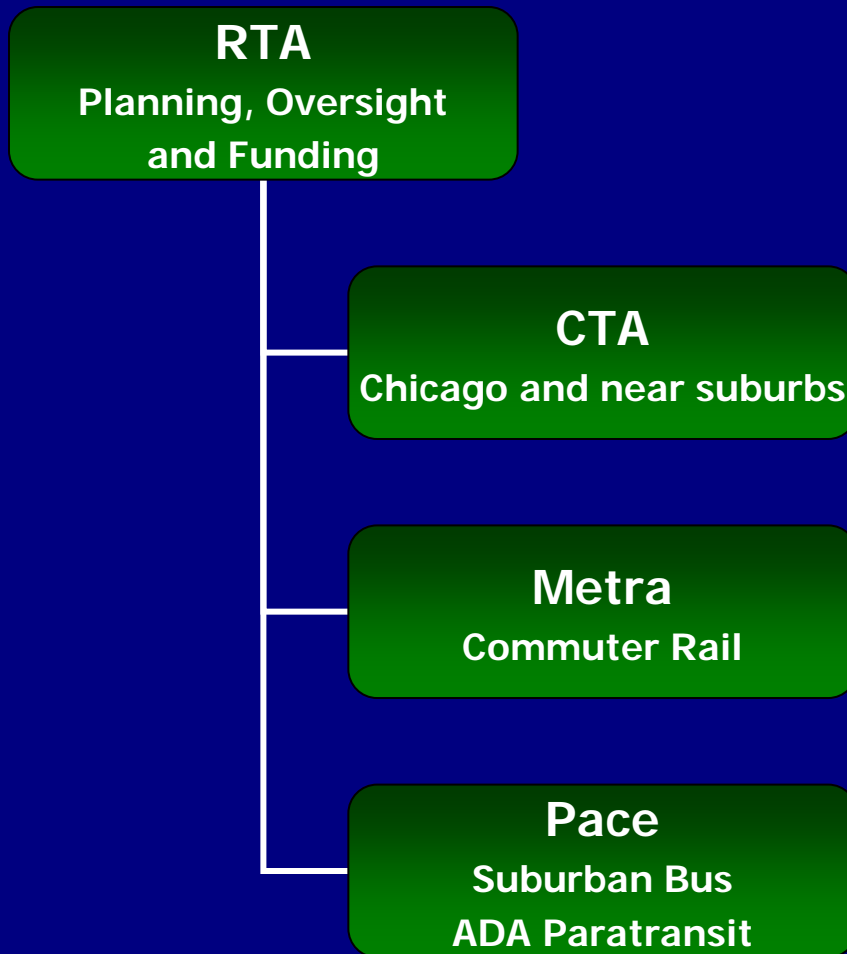 RTA
Planning, Oversight
and Funding
CTA
Chicago and near suburbs
Metra
Commuter Rail
Pace
Suburban Bus
ADA Paratransit